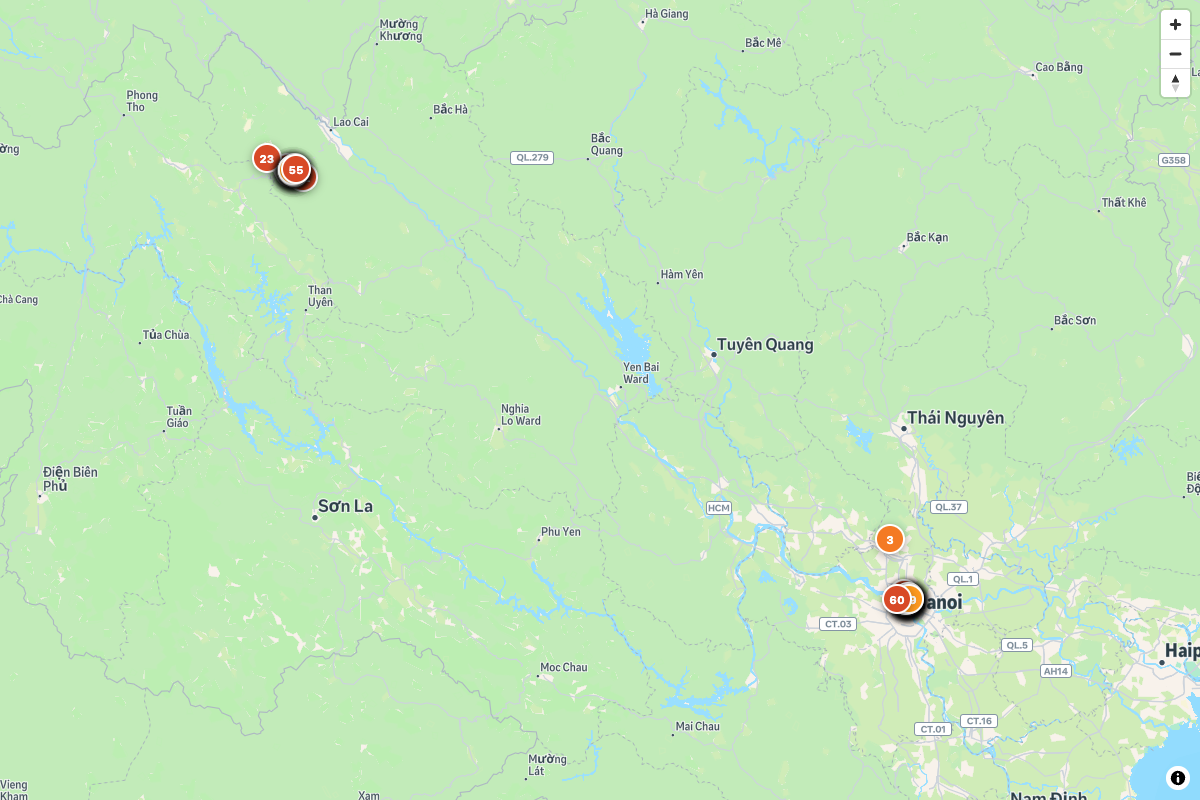 Hà Giang
Mường
Khương
Bắc Mê
Cao Bằng
Phong
Tho
Bắc Hà
Lao Cai
Bắc
Quang
QL.279
G358
23
55
Thất Khê
Bắc Kạn
Hàm Yên
Chà Cang
Than
Uyên
Bắc Sơn
Tủa Chùa
Tuyên Quang
Yen Bai
Ward
Tuần
Giáo
Nghia
Lo Ward
Thái Nguyên
Điện Biên
Phủ
Sơn La
HCM
QL.37
Phu Yen
3
QL.1
60
anoi
CT.03
QL.5
Haip
AH14
Moc Chau
Mai Chau
CT.16
CT.01
Mường
Lát
Vieng
Kham
Xam
Nam Định